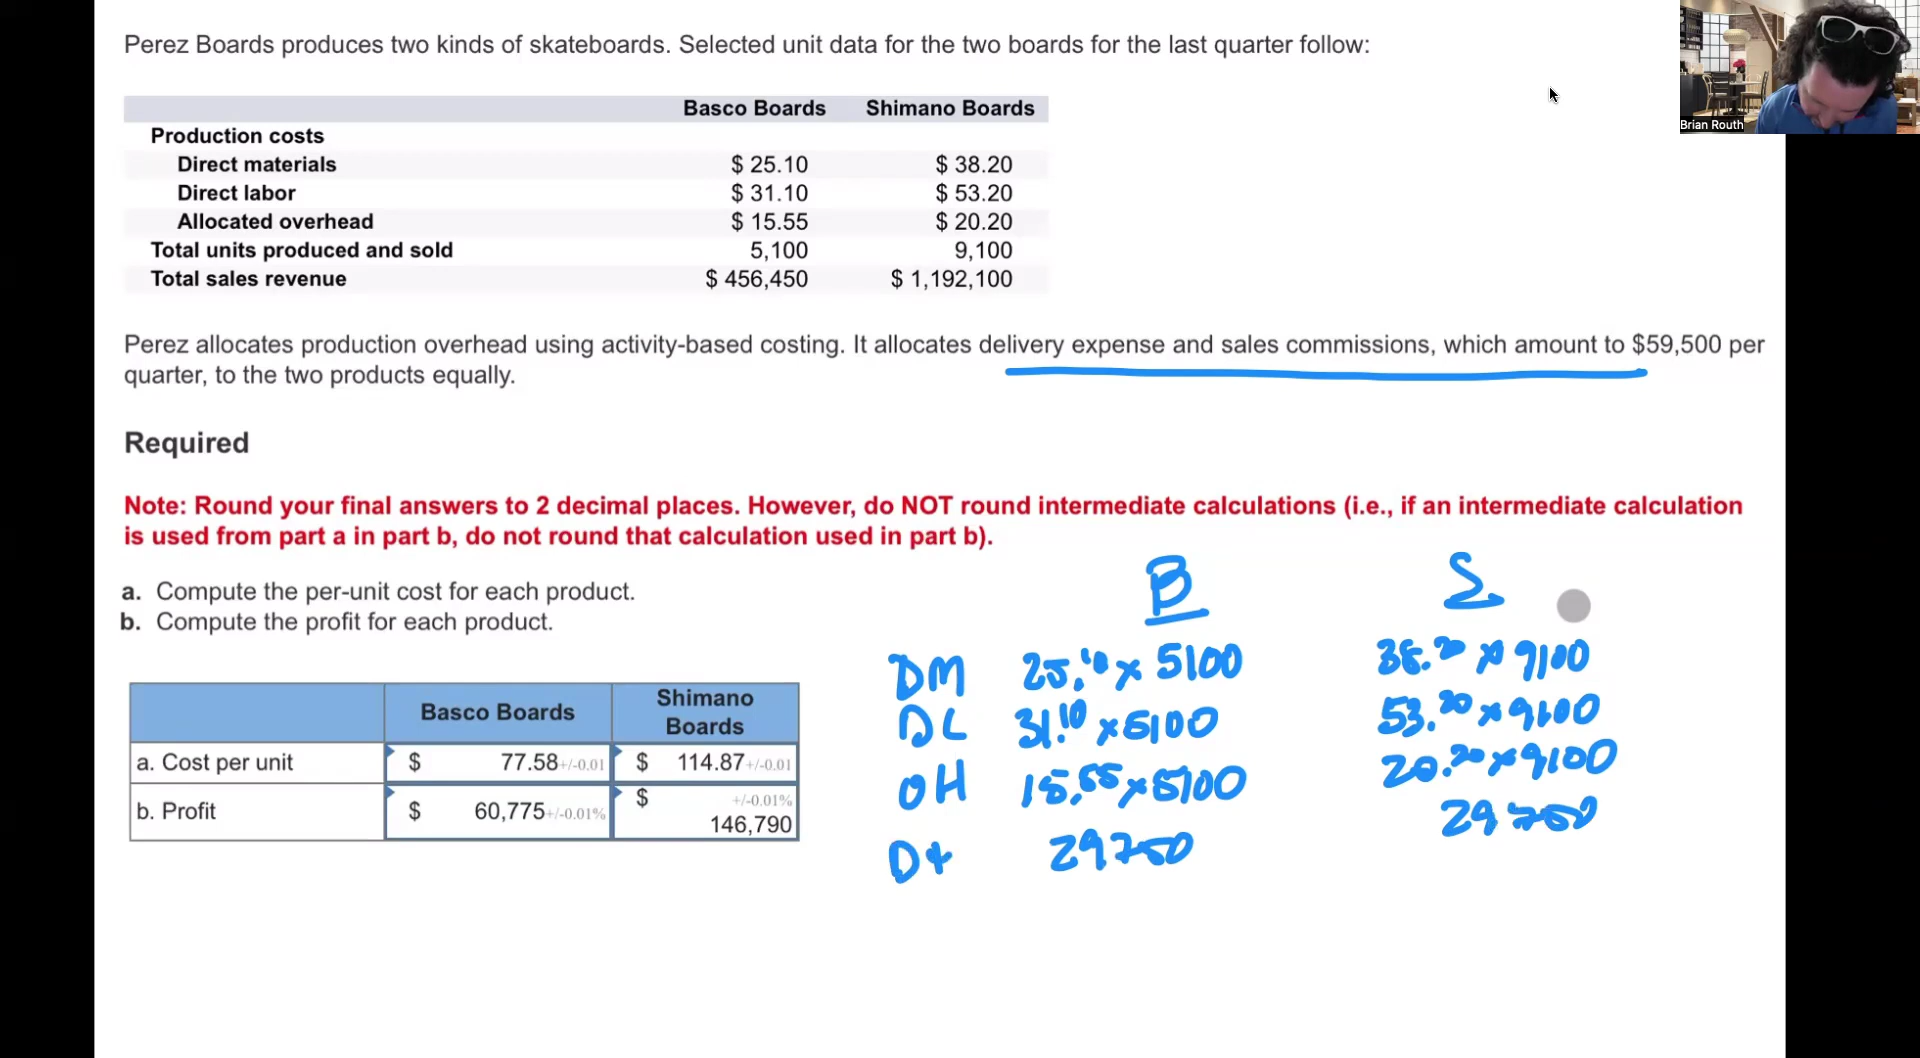 Perez Boards produces two kinds of skateboards. Selected unit data for the two boards for the last quarter follow:
Brian Routh
Basco Boards Shimano Boards
Production costs
Direct materials $ 25.10 $ 38.20
Direct labor $ 31.10 $ 53.20
Allocated overhead $ 15.55 $ 20.20
Total units produced and sold 5,100 9,100
Total sales revenue $ 456,450 $ 1,192,100
Perez allocates production overhead using activity-based costing. It allocates delivery expense and sales commissions, which amount to $59,500 per
quarter, to the two products equally.
Required
Note: Round your final answers to 2 decimal places. However, do NOT round intermediate calculations (i.e., if an intermediate calculation
is used from part a in part b, do not round that calculation used in part b).
a. Compute the per-unit cost for each product.
b. Compute the profit for each product.
Basco Boards Shimano
Boards
a. Cost per unit $ 77.58 +/-0.01 $ 114.87 +/-0.01
b. Profit $ 60,775 +/-0.01% $ +/-0.01%
146,790
B S
DM 25.10 x 5100 38.20 x 9100
DL 31.10 x 5100 53.20 x 9100
OH 15.55 x 5100 20.20 x 9100
D+ 29750 29750